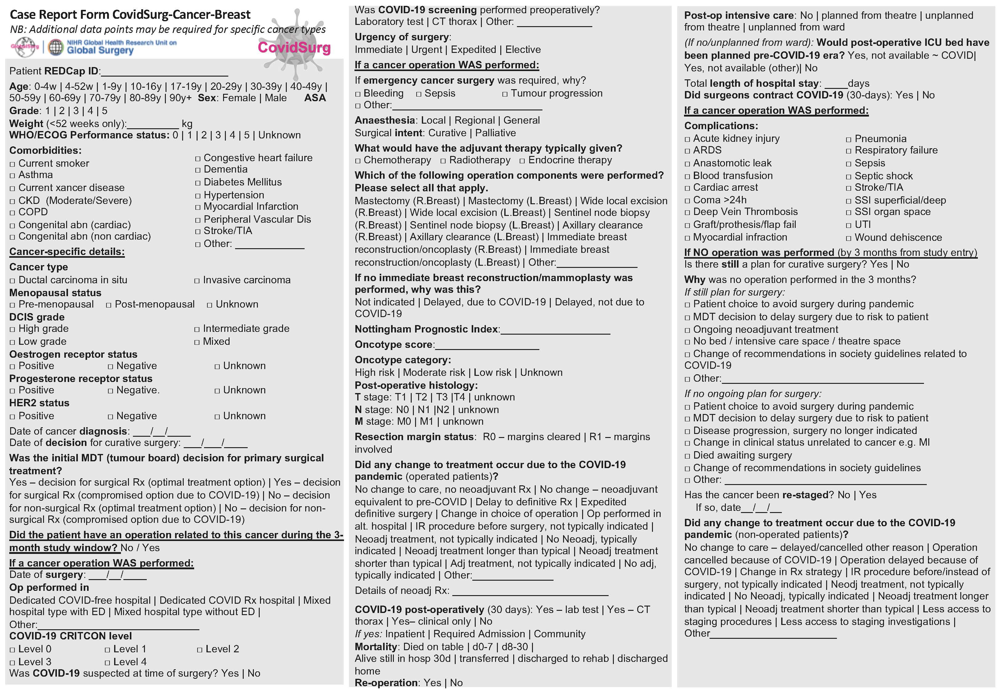 Case Report Form CovidSurg-Cancer-Breast
NB: Additional data points may be required for specific cancer types
GlobalSurg
NIHR Global Health Research Unit on
Global Surgery
CovidSurg
Patient REDCap ID:____________________
Age: 0-4w | 4-52w | 1-9y | 10-16y | 17-19y | 20-29y | 30-39y | 40-49y |
50-59y | 60-69y | 70-79y | 80-89y | 90y+ Sex: Female | Male ASA
Grade: 1 | 2 | 3 | 4 | 5
Weight (<52 weeks only):_________ kg
WHO/ECOG Performance status: 0 | 1 | 2 | 3 | 4 | 5 | Unknown
Comorbidities:
□ Current smoker
□ Asthma
□ Current xancer disease
□ CKD (Moderate/Severe)
□ COPD
□ Congenital abn (cardiac)
□ Congenital abn (non cardiac)
□ Congestive heart failure
□ Dementia
□ Diabetes Mellitus
□ Hypertension
□ Myocardial Infarction
□ Peripheral Vascular Dis
□ Stroke/TIA
□ Other: ____________
Cancer-specific details:
Cancer type
□ Ductal carcinoma in situ □ Invasive carcinoma
Menopausal status
□ Pre-menopausal □ Post-menopausal □ Unknown
DCIS grade
□ High grade □ Intermediate grade
□ Low grade □ Mixed
Oestrogen receptor status
□ Positive □ Negative □ Unknown
Progesterone receptor status
□ Positive □ Negative. □ Unknown
HER2 status
□ Positive □ Negative □ Unknown
Date of cancer diagnosis: ___/__/____
Date of decision for curative surgery: ___/___/____
Was the initial MDT (tumour board) decision for primary surgical
treatment?
Yes – decision for surgical Rx (optimal treatment option) | Yes – decision
for surgical Rx (compromised option due to COVID-19) | No – decision
for non-surgical Rx (optimal treatment option) | No – decision for non-
surgical Rx (compromised option due to COVID-19)
Did the patient have an operation related to this cancer during the 3-
month study window? No / Yes
If a cancer operation WAS performed:
Date of surgery: ___/__/____
Op performed in
Dedicated COVID-free hospital | Dedicated COVID Rx hospital | Mixed
hospital type with ED | Mixed hospital type without ED |
Other:____________________________
COVID-19 CRITCON level
□ Level 0 □ Level 1 □ Level 2
□ Level 3 □ Level 4
Was COVID-19 suspected at time of surgery? Yes | No
Was COVID-19 screening performed preoperatively?
Laboratory test | CT thorax | Other: _____________
Urgency of surgery:
Immediate | Urgent | Expedited | Elective
If a cancer operation WAS performed:
If emergency cancer surgery was required, why?
□ Bleeding □ Sepsis □ Tumour progression
□ Other:__________________________
Anaesthesia: Local | Regional | General
Surgical intent: Curative | Palliative
What would have the adjuvant therapy typically given?
□ Chemotherapy □ Radiotherapy □ Endocrine therapy
Which of the following operation components were performed?
Please select all that apply.
Mastectomy (R.Breast) | Mastectomy (L.Breast) | Wide local excision
(R.Breast) | Wide local excision (L.Breast) | Sentinel node biopsy
(R.Breast) | Sentinel node biopsy (L.Breast) | Axillary clearance
(R.Breast) | Axillary clearance (L.Breast) | Immediate breast
reconstruction/oncoplasty (R.Breast) | Immediate breast
reconstruction/oncoplasty (L.Breast) | Other:______________
If no immediate breast reconstruction/mammoplasty was
performed, why was this?
Not indicated | Delayed, due to COVID-19 | Delayed, not due to
COVID-19
Nottingham Prognostic Index:___________________
Oncotype score:__________________
Oncotype category:
High risk | Moderate risk | Low risk | Unknown
Post-operative histology:
T stage: T1 | T2 | T3 |T4 | unknown
N stage: N0 | N1 |N2 | unknown
M stage: M0 | M1 | unknown
Resection margin status: R0 – margins cleared | R1 – margins
involved
Did any change to treatment occur due to the COVID-19
pandemic (operated patients)?
No change to care, no neoadjuvant Rx | No change – neoadjuvant
equivalent to pre-COVID | Delay to definitive Rx | Expedited
definitive surgery | Change in choice of operation | Op performed in
alt. hospital | IR procedure before surgery, not typically indicated |
Neoadj treatment, not typically indicated | No Neoadj, typically
indicated | Neoadj treatment longer than typical | Neoadj treatment
shorter than typical | Adj treatment, not typically indicated | No adj,
typically indicated | Other:______________
Details of neoadj Rx: ___________________________
COVID-19 post-operatively (30 days): Yes – lab test | Yes – CT
thorax | Yes– clinical only | No
If yes: Inpatient | Required Admission | Community
Mortality: Died on table | d0-7 | d8-30 |
Alive still in hosp 30d | transferred | discharged to rehab | discharged
home
Re-operation: Yes | No
Post-op intensive care: No | planned from theatre | unplanned
from theatre | unplanned from ward
(If no/unplanned from ward): Would post-operative ICU bed have
been planned pre-COVID-19 era? Yes, not available ~ COVID|
Yes, not available (other)| No
Total length of hospital stay: ____days
Did surgeons contract COVID-19 (30-days): Yes | No
If a cancer operation WAS performed:
Complications:
□ Acute kidney injury □ Pneumonia
□ ARDS □ Respiratory failure
□ Anastomotic leak □ Sepsis
□ Blood transfusion □ Septic shock
□ Cardiac arrest □ Stroke/TIA
□ Coma >24h □ SSI superficial/deep
□ Deep Vein Thrombosis □ SSI organ space
□ Graft/prothesis/flap fail □ UTI
□ Myocardial infraction □ Wound dehiscence
If NO operation was performed (by 3 months from study entry)
Is there still a plan for curative surgery? Yes | No
Why was no operation performed in the 3 months?
If still plan for surgery:
□ Patient choice to avoid surgery during pandemic
□ MDT decision to delay surgery due to risk to patient
□ Ongoing neoadjuvant treatment
□ No bed / intensive care space / theatre space
□ Change of recommendations in society guidelines related to
COVID-19
□ Other:___________________________________
If no ongoing plan for surgery:
□ Patient choice to avoid surgery during pandemic
□ MDT decision to delay surgery due to risk to patient
□ Disease progression, surgery no longer indicated
□ Change in clinical status unrelated to cancer e.g. MI
□ Died awaiting surgery
□ Change of recommendations in society guidelines
□ Other: ___________________________________
Has the cancer been re-staged? No | Yes
If so, date__/__/__
Did any change to treatment occur due to the COVID-19
pandemic (non-operated patients)?
No change to care – delayed/cancelled other reason | Operation
cancelled because of COVID-19 | Operation delayed because of
COVID-19 | Change in Rx strategy | IR procedure before/instead of
surgery, not typically indicated | Neodj treatment, not typically
indicated | No Neoadj, typically indicated | Neoadj treatment longer
than typical | Neoadj treatment shorter than typical | Less access to
staging procedures | Less access to staging investigations |
Other______________________